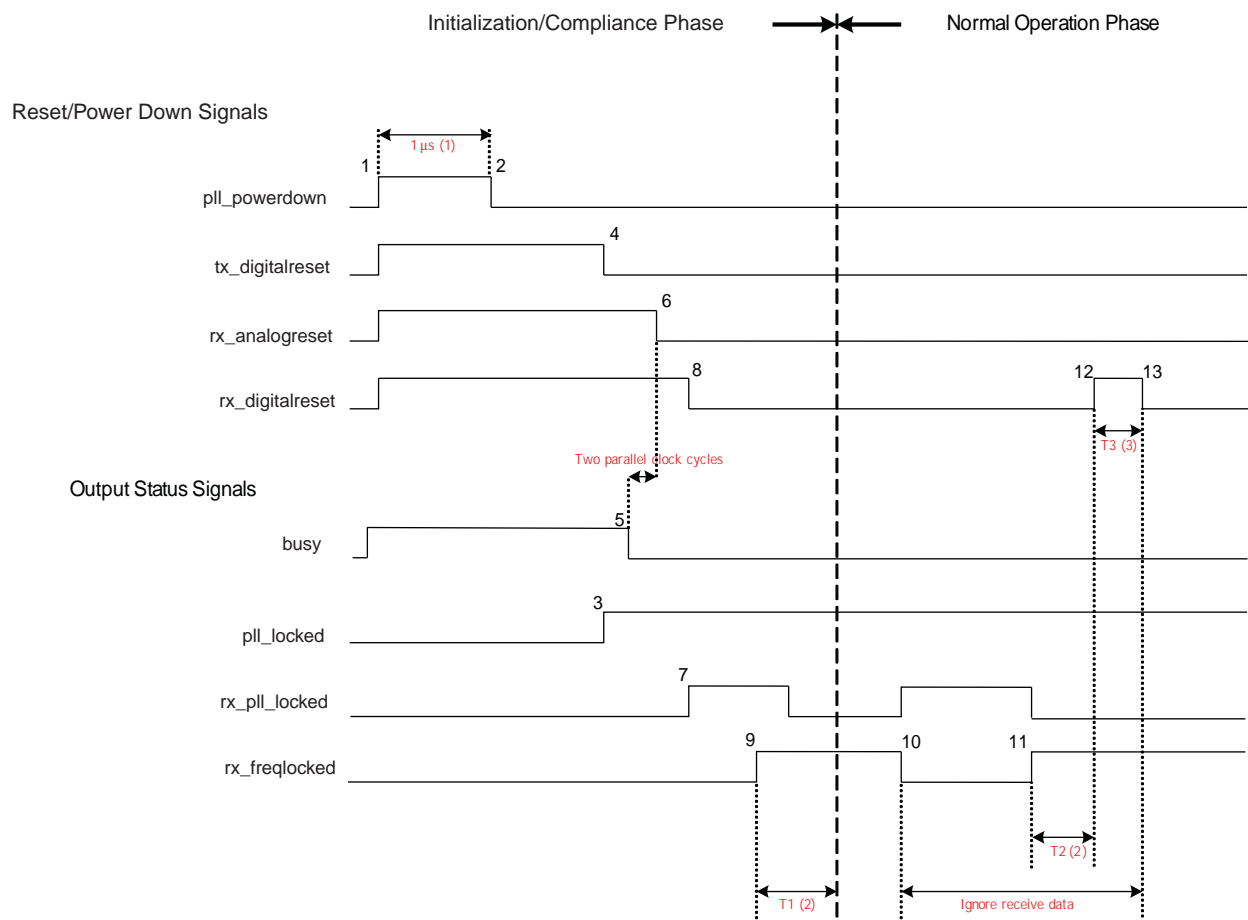 Initialization/Compliance Phase
Normal Operation Phase
Reset/Power Down Signals
1 µs (1)
1
2
pll_powerdown
4
tx_digitalreset
6
rx_analogreset
8
12
13
rx_digitalreset
T3 (3)
Two parallel clock cycles
Output Status Signals
5
busy
3
pll_locked
7
rx_pll_locked
9
10
11
rx_freqlocked
T2 (2)
T1 (2)
Ignore receive data